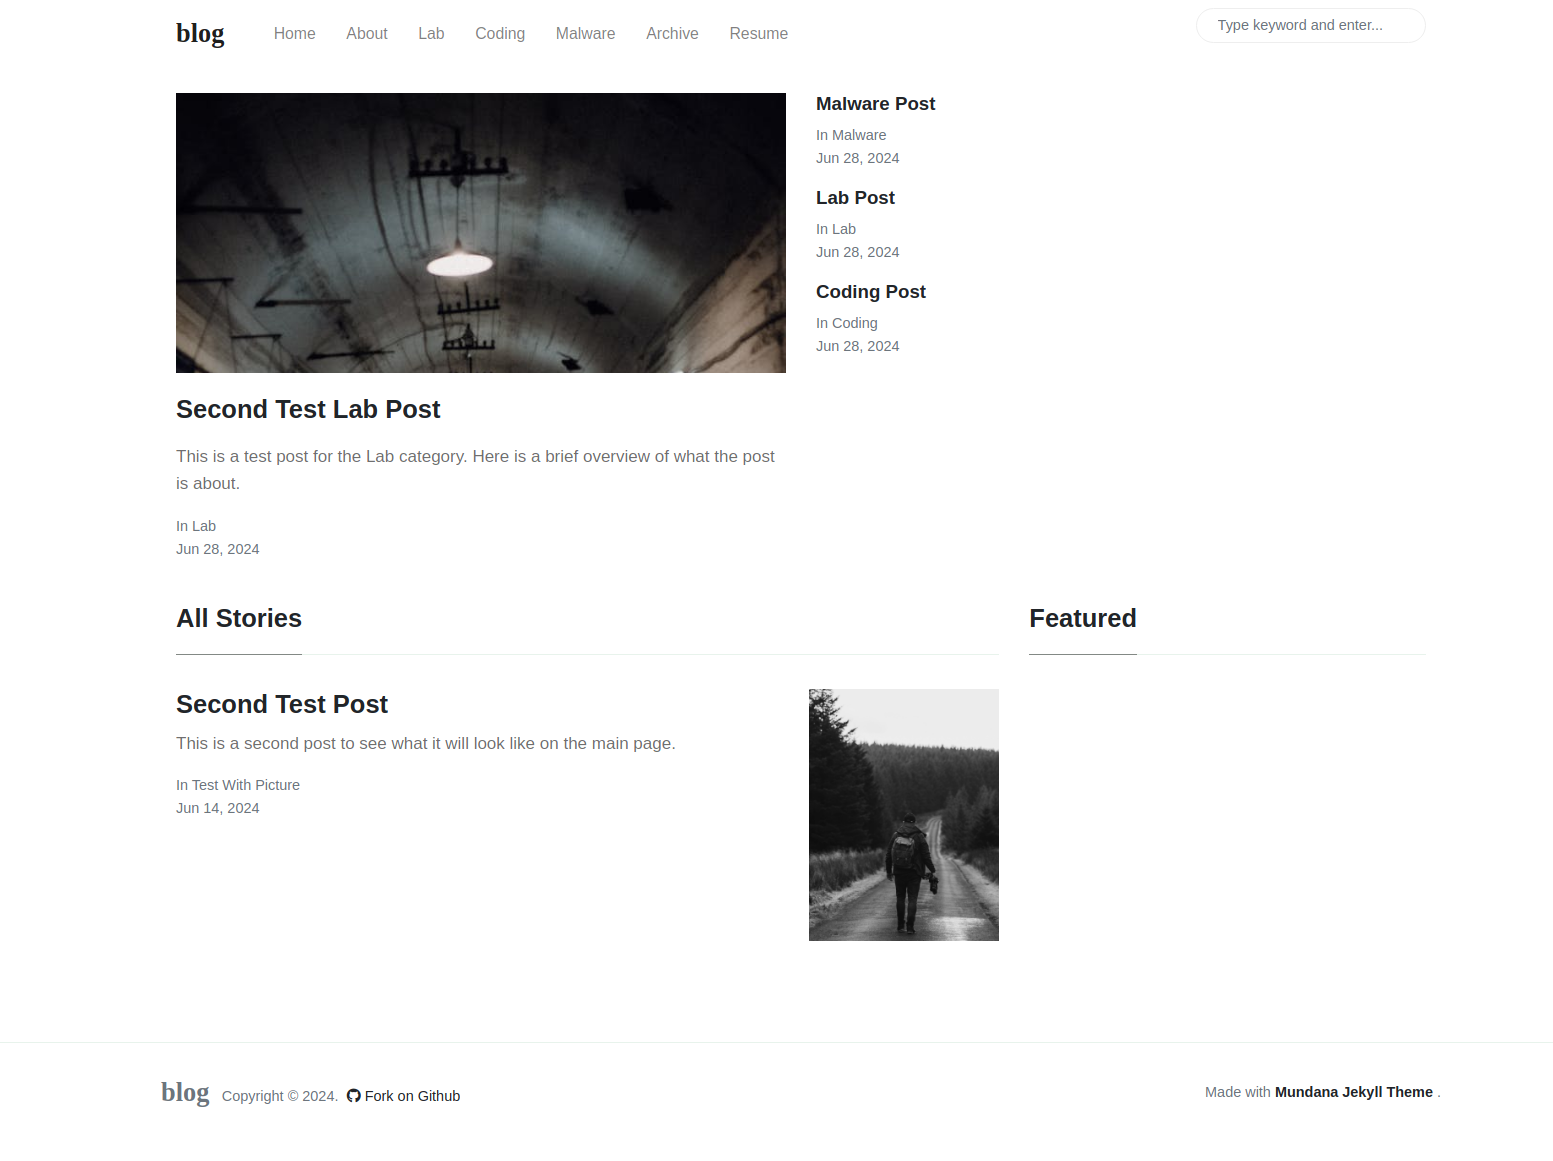 blog
Home About Lab Coding Malware Archive Resume
Type keyword and enter...
Malware Post
In Malware
Jun 28, 2024
Lab Post
In Lab
Jun 28, 2024
Coding Post
In Coding
Jun 28, 2024
Second Test Lab Post
This is a test post for the Lab category. Here is a brief overview of what the post
is about.
In Lab
Jun 28, 2024
All Stories
Second Test Post
This is a second post to see what it will look like on the main page.
In Test With Picture
Jun 14, 2024
Featured
blog Copyright © 2024. Fork on Github
Made with Mundana Jekyll Theme .